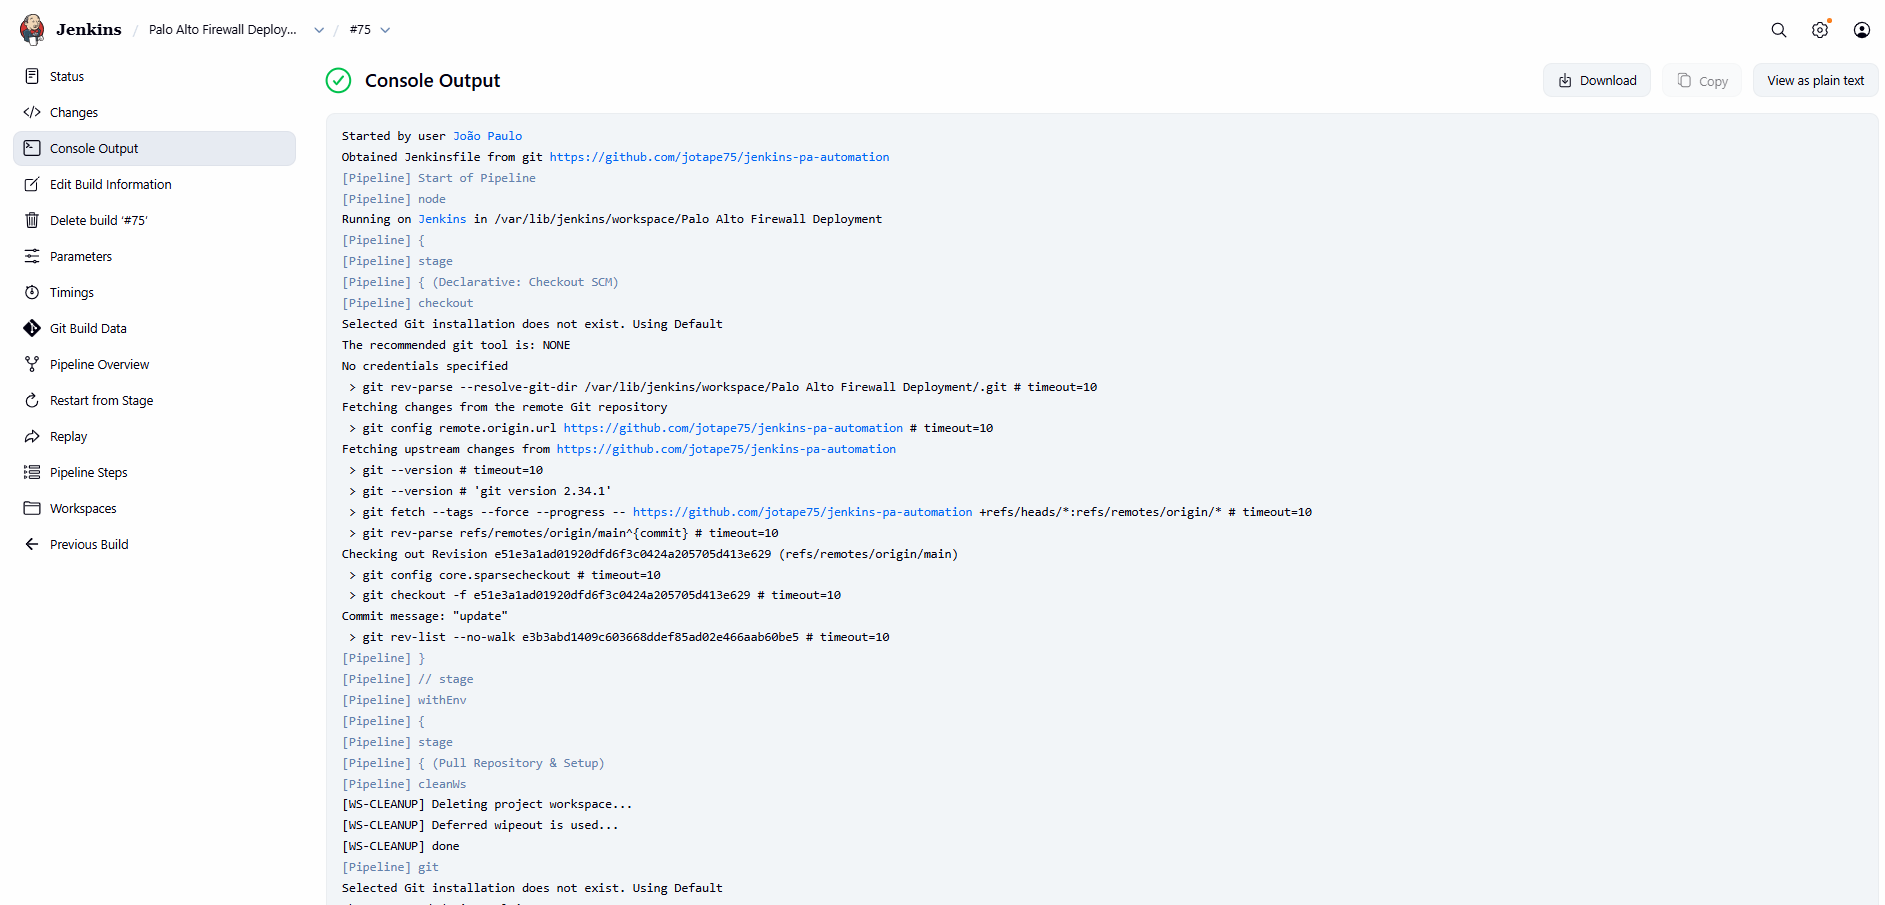 Jenkins / Palo Alto Firewall Deploy... / #75
Status
Changes
Console Output
Edit Build Information
Delete build ‘#75’
Parameters
Timings
Git Build Data
Pipeline Overview
Restart from Stage
Replay
Pipeline Steps
Workspaces
Previous Build
Console Output
Download
Copy
View as plain text
Started by user João Paulo
Obtained Jenkinsfile from git https://github.com/jotape75/jenkins-pa-automation
[Pipeline] Start of Pipeline
[Pipeline] node
Running on Jenkins in /var/lib/jenkins/workspace/Palo Alto Firewall Deployment
[Pipeline] {
[Pipeline] stage
[Pipeline] { (Declarative: Checkout SCM)
[Pipeline] checkout
Selected Git installation does not exist. Using Default
The recommended git tool is: NONE
No credentials specified
> git rev-parse --resolve-git-dir /var/lib/jenkins/workspace/Palo Alto Firewall Deployment/.git # timeout=10
Fetching changes from the remote Git repository
> git config remote.origin.url https://github.com/jotape75/jenkins-pa-automation # timeout=10
Fetching upstream changes from https://github.com/jotape75/jenkins-pa-automation
> git --version # timeout=10
> git --version # 'git version 2.34.1'
> git fetch --tags --force --progress -- https://github.com/jotape75/jenkins-pa-automation +refs/heads/*:refs/remotes/origin/* # timeout=10
> git rev-parse refs/remotes/origin/main^{commit} # timeout=10
Checking out Revision e51e3a1ad01920dfd6f3c0424a205705d413e629 (refs/remotes/origin/main)
> git config core.sparsecheckout # timeout=10
> git checkout -f e51e3a1ad01920dfd6f3c0424a205705d413e629 # timeout=10
Commit message: "update"
> git rev-list --no-walk e3b3abd1409c603668ddef85ad02e466aab60be5 # timeout=10
[Pipeline] }
[Pipeline] // stage
[Pipeline] withEnv
[Pipeline] {
[Pipeline] stage
[Pipeline] { (Pull Repository & Setup)
[Pipeline] cleanWs
[WS-CLEANUP] Deleting project workspace...
[WS-CLEANUP] Deferred wipeout is used...
[WS-CLEANUP] done
[Pipeline] git
Selected Git installation does not exist. Using Default